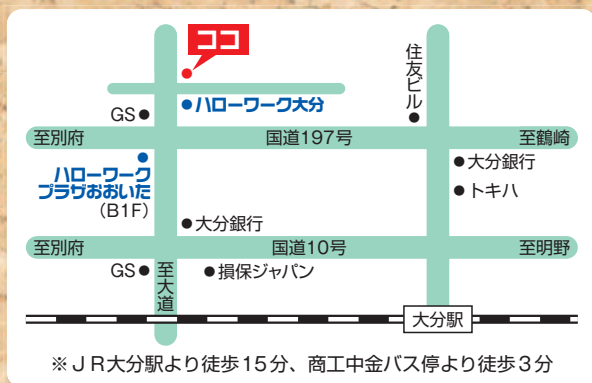 ココ
住友ビル
ハローワーク大分
GS
至別府
国道197号
至鶴崎
ハローワーク
プラザおおいた
(B1F)
大分銀行
トキハ
大分銀行
至別府
国道10号
至明野
GS
至大道
損保ジャパン
大分駅
※JR大分駅より徒歩15分、商工中金バス停より徒歩3分